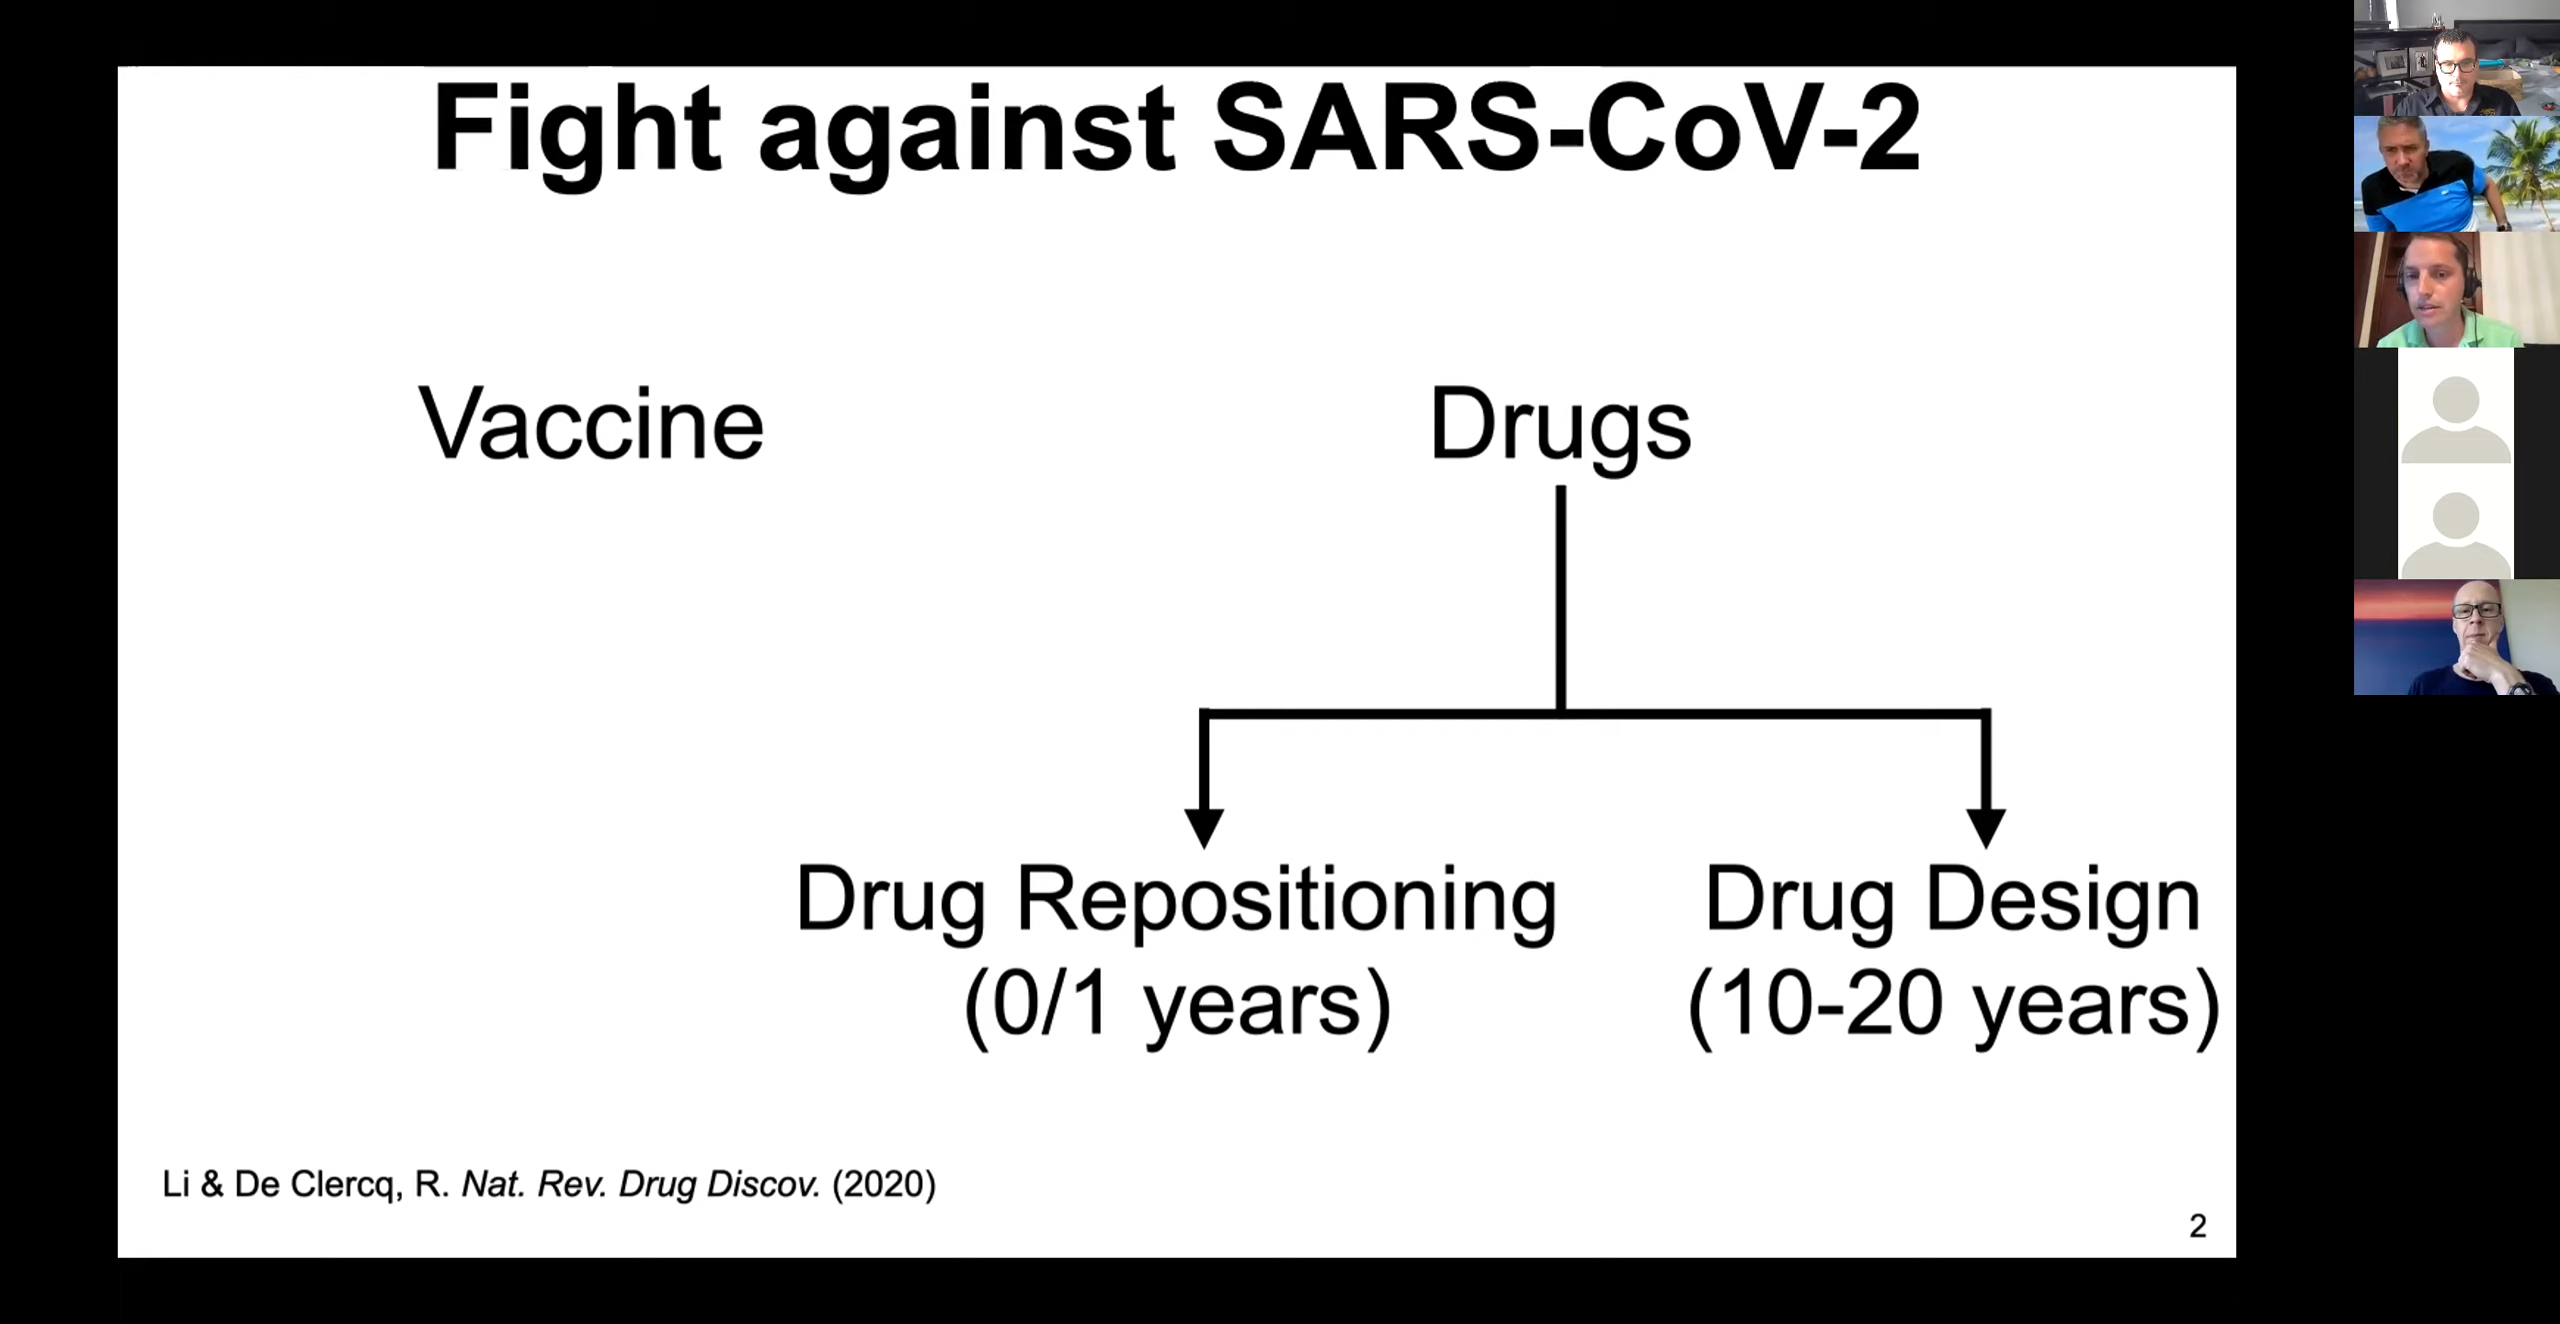 Fight against SARS-CoV-2
Vaccine
Drugs
Drug Repositioning
(0/1 years)
Drug Design
(10-20 years)
Li & De Clercq, R. Nat. Rev. Drug Discov. (2020)
2